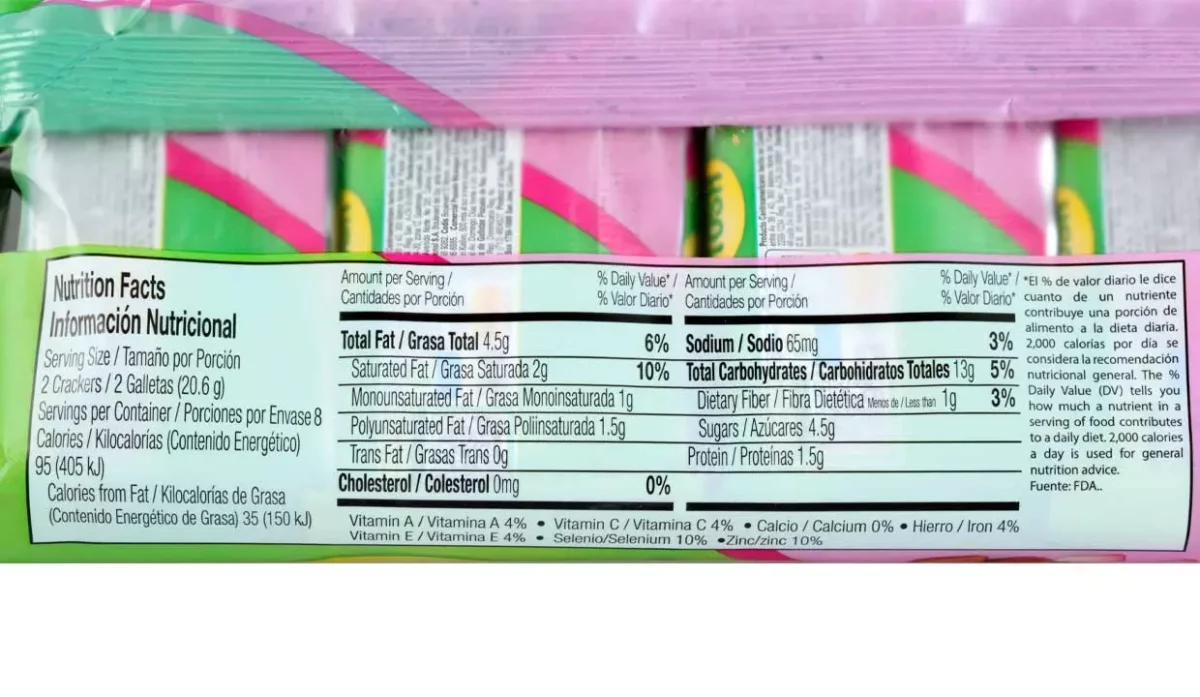 Nutrition Facts
Información Nutricional
Serving Size / Tamaño por Porción
2 Crackers / 2 Galletas (20.6 g)
Servings per Container / Porciones por Envase 8
Calories / Kilocalorías (Contenido Energético)
95 (405 kJ)
Calories from Fat / Kilocalorías de Grasa
(Contenido Energético de Grasa) 35 (150 kJ)
Amount per Serving / % Daily Value* /
Cantidades por Porción % Valor Diario*
Total Fat / Grasa Total 4.5g 6%
Saturated Fat / Grasa Saturada 2g 10%
Monounsaturated Fat / Grasa Monoinsaturada 1g
Polyunsaturated Fat / Grasa Poliinsaturada 1.5g
Trans Fat / Grasas Trans 0g
Cholesterol / Colesterol 0mg 0%
Amount per Serving / % Daily Value* /
Cantidades por Porción % Valor Diario*
Sodium / Sodio 65mg 3%
Total Carbohydrates / Carbohidratos Totales 13g 5%
Dietary Fiber / Fibra Dietética Menos de / Less than 1g 3%
Sugars / Azúcares 4.5g
Protein / Proteínas 1.5g
Vitamin A / Vitamina A 4% • Vitamin C / Vitamina C 4% • Calcio / Calcium 0% • Hierro / Iron 4%
Vitamin E / Vitamina E 4% • Selenio/Selenium 10% •Zinc/zinc 10%
*El % de valor diario le dice
cuanto de un nutriente
contribuye una porción de
alimento a la dieta diaria.
2,000 calorías por día se
considera la recomendación
nutricional general. The %
Daily Value (DV) tells you
how much a nutrient in a
serving of food contributes
to a daily diet. 2,000 calories
a day is used for general
nutrition advice.
Fuente: FDA..